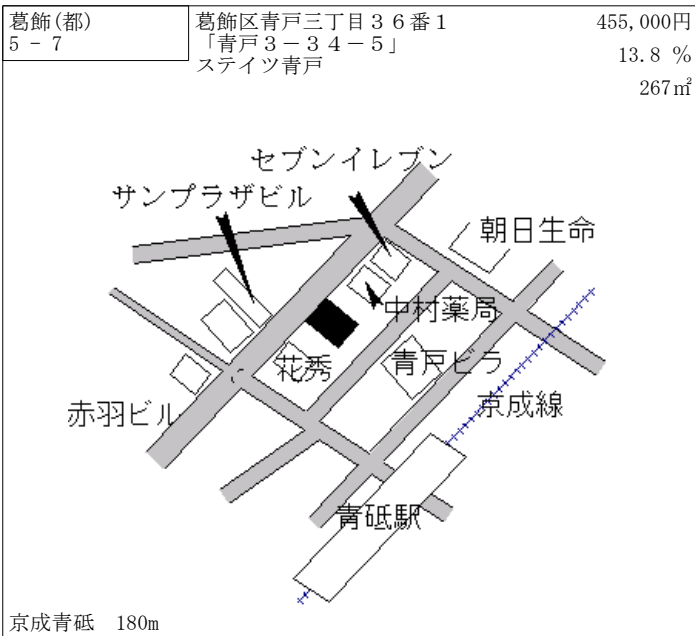 葛飾(都)
5 - 7
葛飾区青戸三丁目３６番１
「青戸３－３４－５」
ステイツ青戸
455,000円
13.8 %
267㎡
セブンイレブン
サンプラザビル
朝日生命
中村薬局
花秀
青戸ビラ
赤羽ビル
京成線
青砥駅
京成青砥 180m